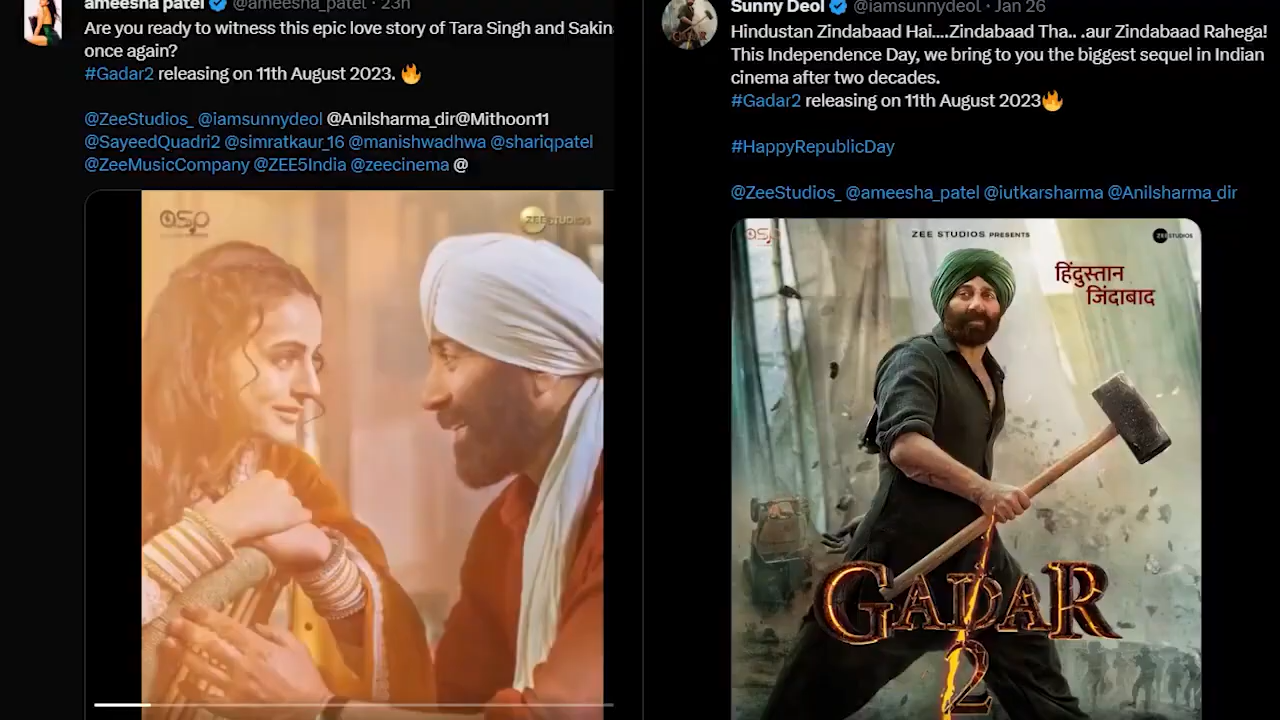 ameesha patel @ameesha_patel · 23h
Are you ready to witness this epic love story of Tara Singh and Sakin
once again?
#Gadar2 releasing on 11th August 2023. 🔥
@ZeeStudios_ @iamsunnydeol @Anilsharma_dir@Mithoon11
@SayeedQuadri2 @simratkaur_16 @manishwadhwa @shariqpatel
@ZeeMusicCompany @ZEE5India @zeecinema @
asp
ZEE STUDIOS
Sunny Deol @iamsunnydeol · Jan 26
Hindustan Zindabaad Hai....Zindabaad Tha.. .aur Zindabaad Rahega!
This Independence Day, we bring to you the biggest sequel in Indian
cinema after two decades.
#Gadar2 releasing on 11th August 2023🔥
#HappyRepublicDay
@ZeeStudios_ @ameesha_patel @iutkarsharma @Anilsharma_dir
asp
ZEE STUDIOS PRESENTS
ZEE STUDIOS
हिंदुस्तान
जिंदाबाद
GADAR
2